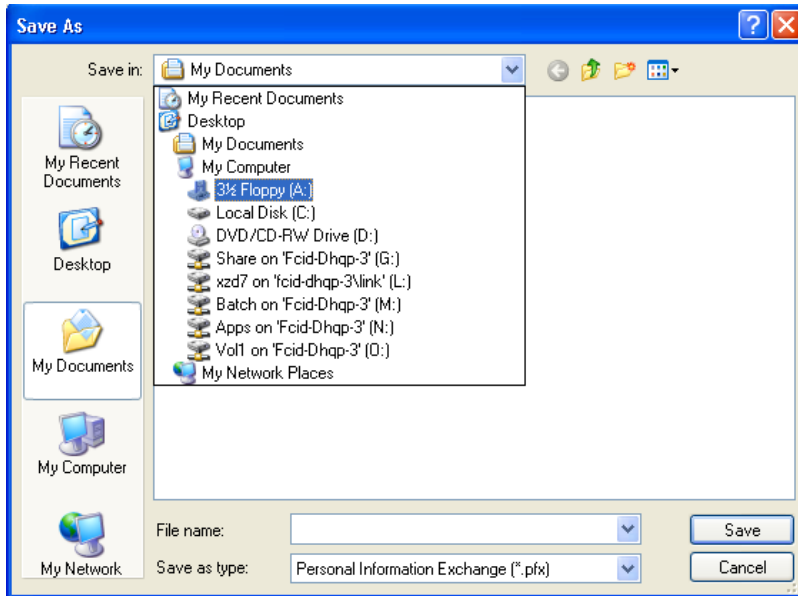 Save As
Save in:
My Documents
My Recent Documents
Desktop
My Documents
My Computer
3½ Floppy (A:)
Local Disk (C:)
DVD/CD-RW Drive (D:)
Share on 'Fcid-Dhqp-3' (G:)
xzd7 on 'fcid-dhqp-3\link' (L:)
Batch on 'Fcid-Dhqp-3' (M:)
Apps on 'Fcid-Dhqp-3' (N:)
Vol1 on 'Fcid-Dhqp-3' (O:)
My Network Places
My Recent
Documents
Desktop
My Documents
My Computer
My Network
File name:
Save
Save as type:
Personal Information Exchange (*.pfx)
Cancel